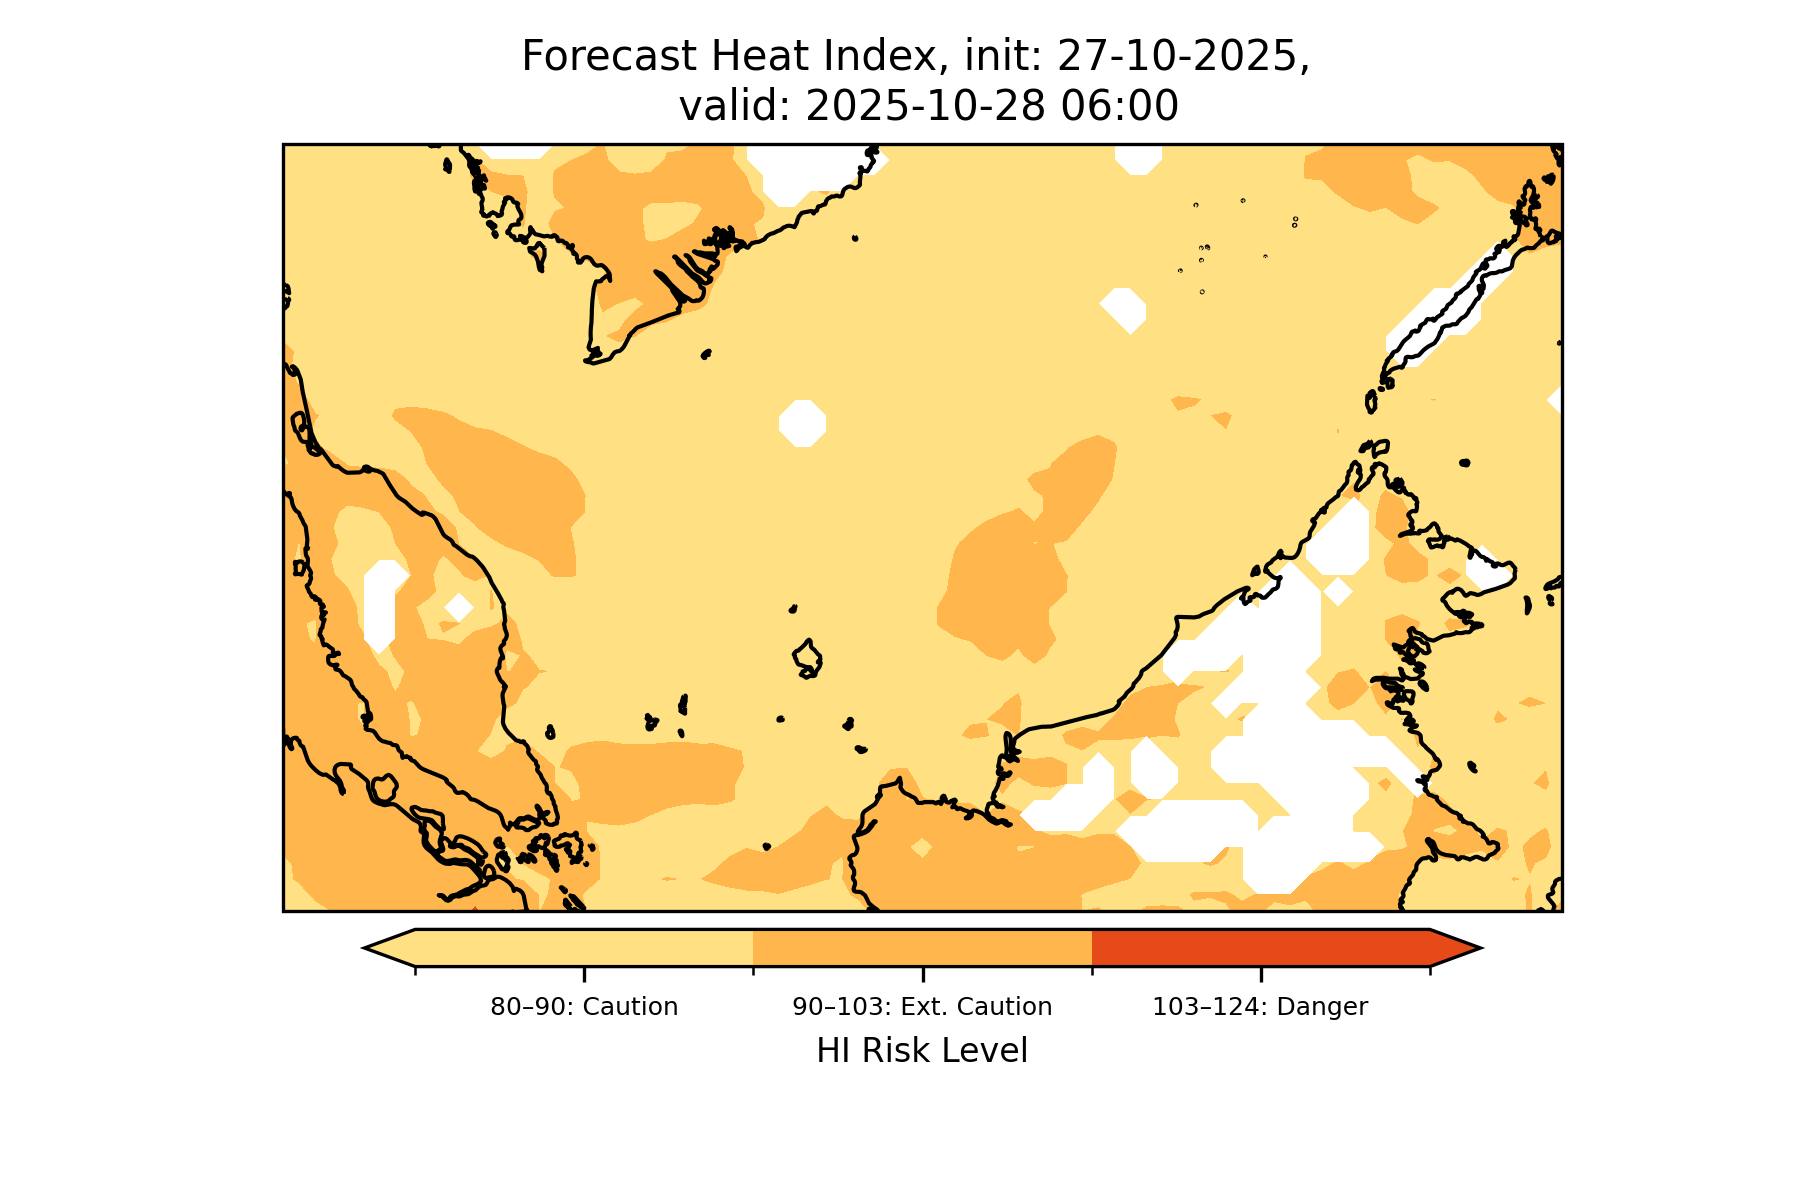 Forecast Heat Index, init: 27-10-2025,
valid: 2025-10-28 06:00
80–90: Caution
90–103: Ext. Caution
103–124: Danger
HI Risk Level